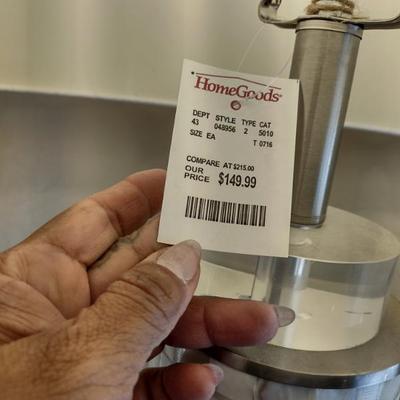 HomeGoods®
DEPT STYLE TYPE CAT
43 048956 2 5010
SIZE EA T 0716
COMPARE AT $215.00
OUR
PRICE $149.99